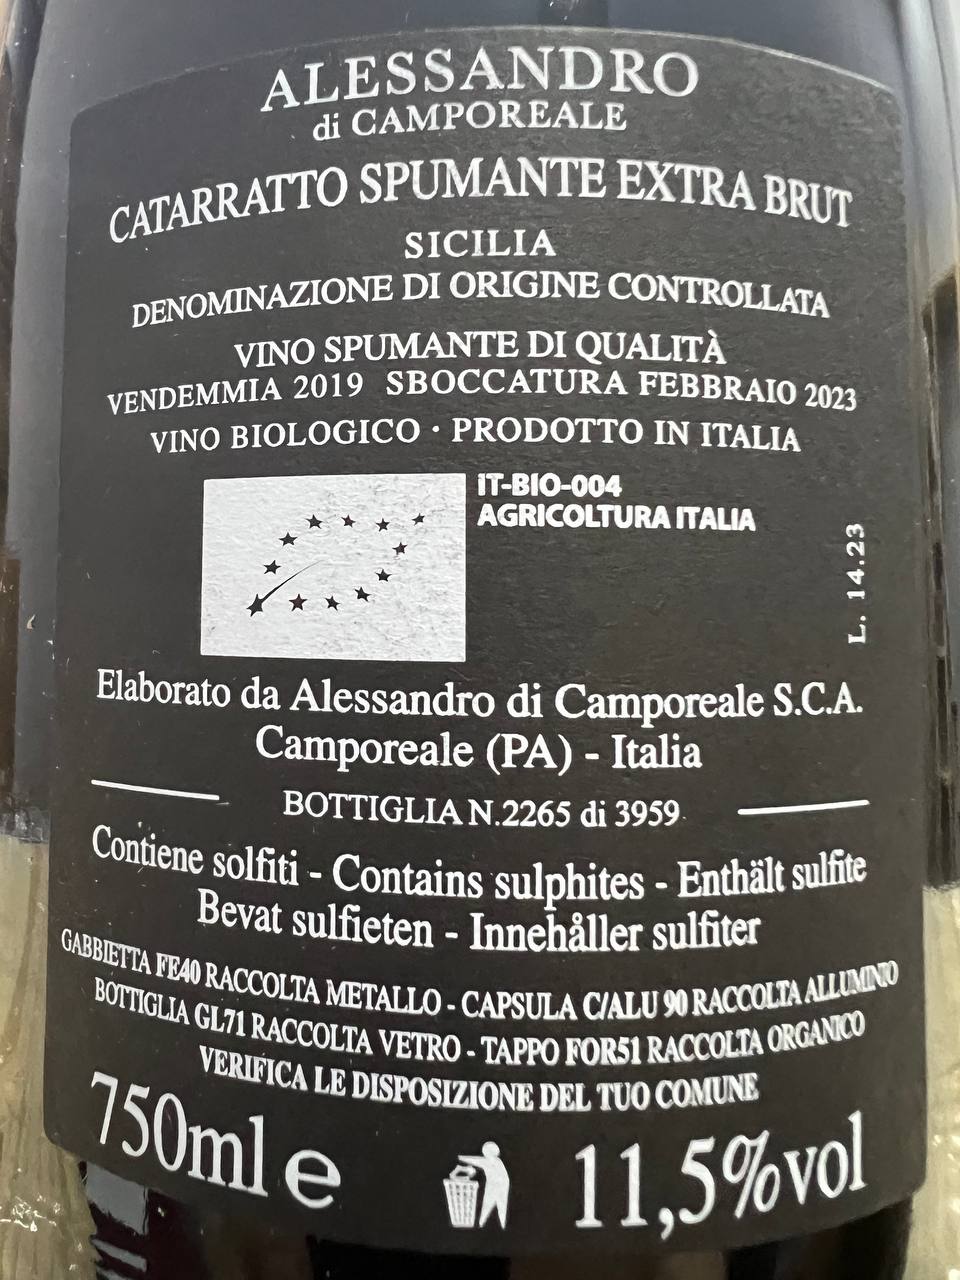 ALESSANDRO
di CAMPOREALE
CATARRATTO SPUMANTE EXTRA BRUT
SICILIA
DENOMINAZIONE DI ORIGINE CONTROLLATA
VINO SPUMANTE DI QUALITÀ
VENDEMMIA 2019 SBOCCATURA FEBBRAIO 2023
VINO BIOLOGICO · PRODOTTO IN ITALIA
IT-BIO-004
AGRICOLTURA ITALIA
L. 14.23
Elaborato da Alessandro di Camporeale S.C.A.
Camporeale (PA) - Italia
BOTTIGLIA N.2265 di 3959
Contiene solfiti - Contains sulphites - Enthält sulfite
Bevat sulfieten - Innehåller sulfiter
GABBIETTA FE40 RACCOLTA METALLO - CAPSULA C/ALU 90 RACCOLTA ALLUMINIO
BOTTIGLIA GL71 RACCOLTA VETRO - TAPPO FOR51 RACCOLTA ORGANICO
VERIFICA LE DISPOSIZIONE DEL TUO COMUNE
750ml e 11,5%vol